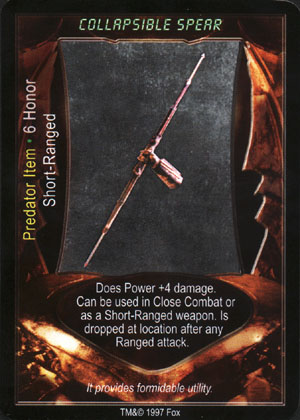 COLLAPSIBLE SPEAR
Predator Item • 6 Honor
Short-Ranged
Does Power +4 damage.
Can be used in Close Combat or
as a Short-Ranged weapon. Is
dropped at location after any
Ranged attack.
It provides formidable utility.
TM&© 1997 Fox